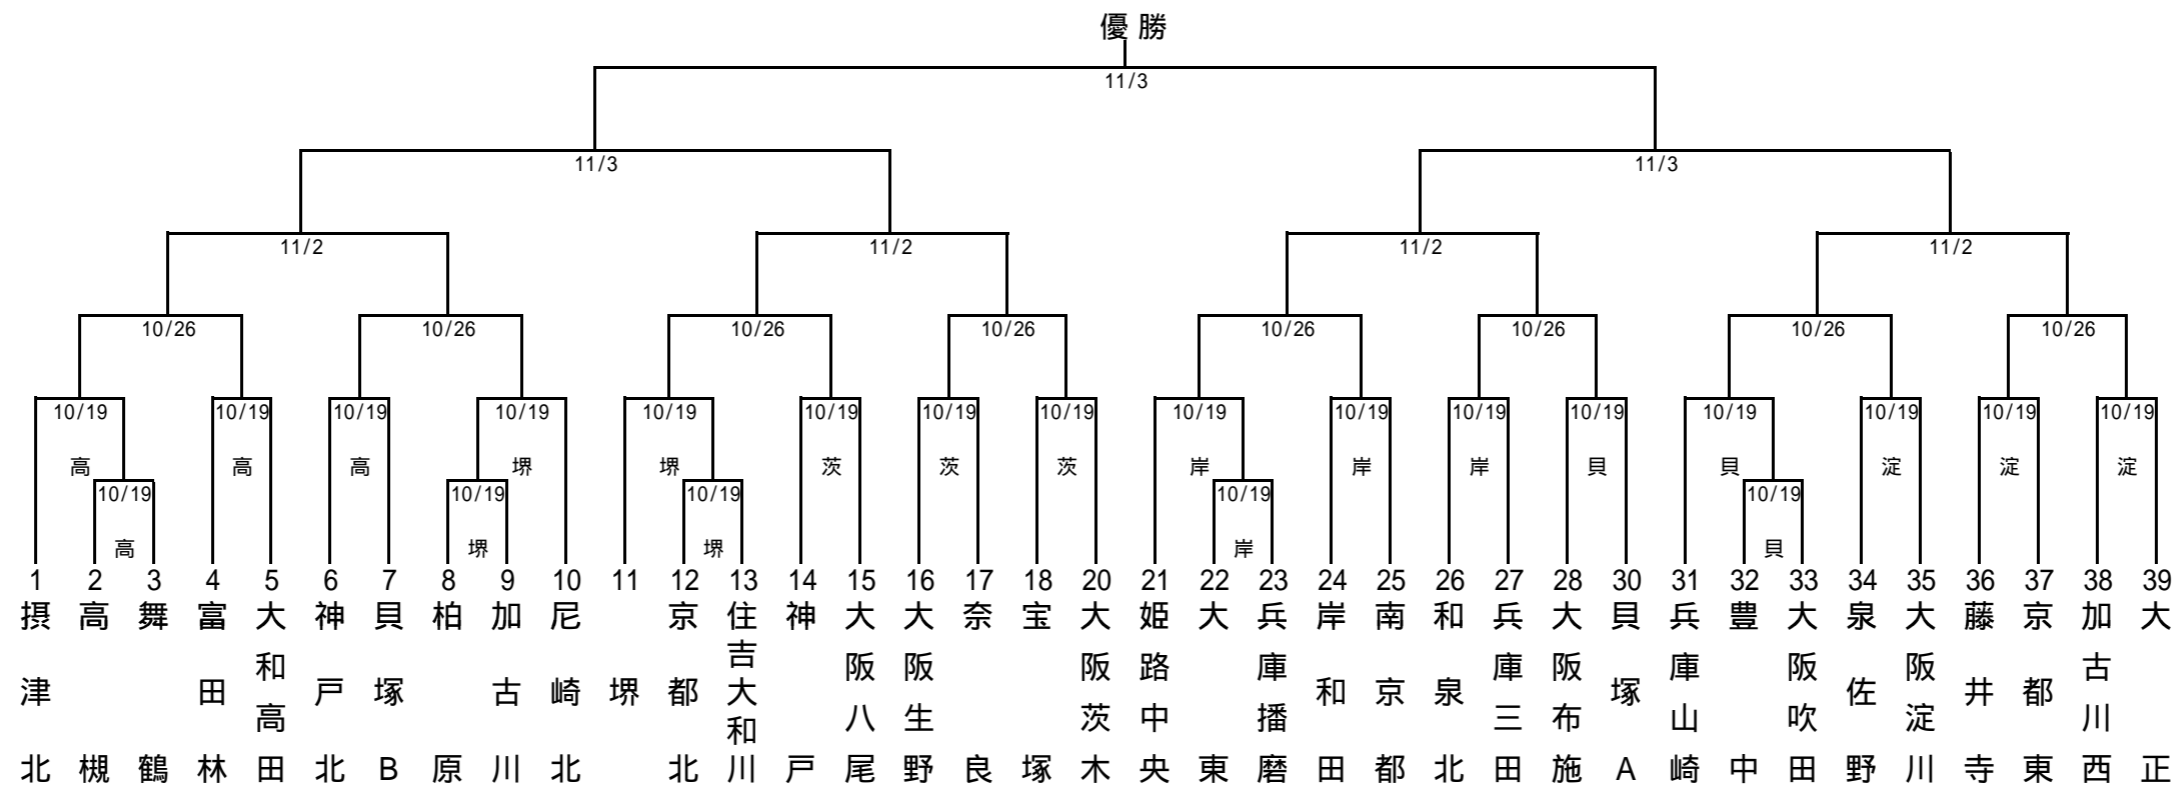 優勝
11/3
11/3 11/3
11/2 11/2 11/2 11/2
10/26 10/26 10/26 10/26 10/26 10/26 10/26 10/26
10/19 10/19 10/19 10/19 10/19 10/19 10/19 10/19 10/19 10/19 10/19 10/19 10/19 10/19 10/19 10/19
高 高 高 堺 堺 茨 茨 茨 岸 岸 岸 貝 貝 淀 淀 淀
10/19 10/19 10/19 10/19 10/19
高 堺 堺 岸 貝
1 摂津北
2 高槻
3 舞鶴
4 富田林
5 大和高田
6 神戸北
7 貝塚B
8 柏原
9 加古川
10 尼崎北
11 堺
12 京都北
13 住吉大和川
14 神戸
15 大阪八尾
16 大阪生野
17 奈良
18 宝塚
20 大阪茨木
21 姫路中央
22 大東
23 兵庫播磨
24 岸和田
25 南京都
26 和泉北
27 兵庫三田
28 大阪布施
30 貝塚A
31 兵庫山崎
32 豊中
33 大阪吹田
34 泉佐野
35 大阪淀川
36 藤井寺
37 京都東
38 加古川西
39 大正